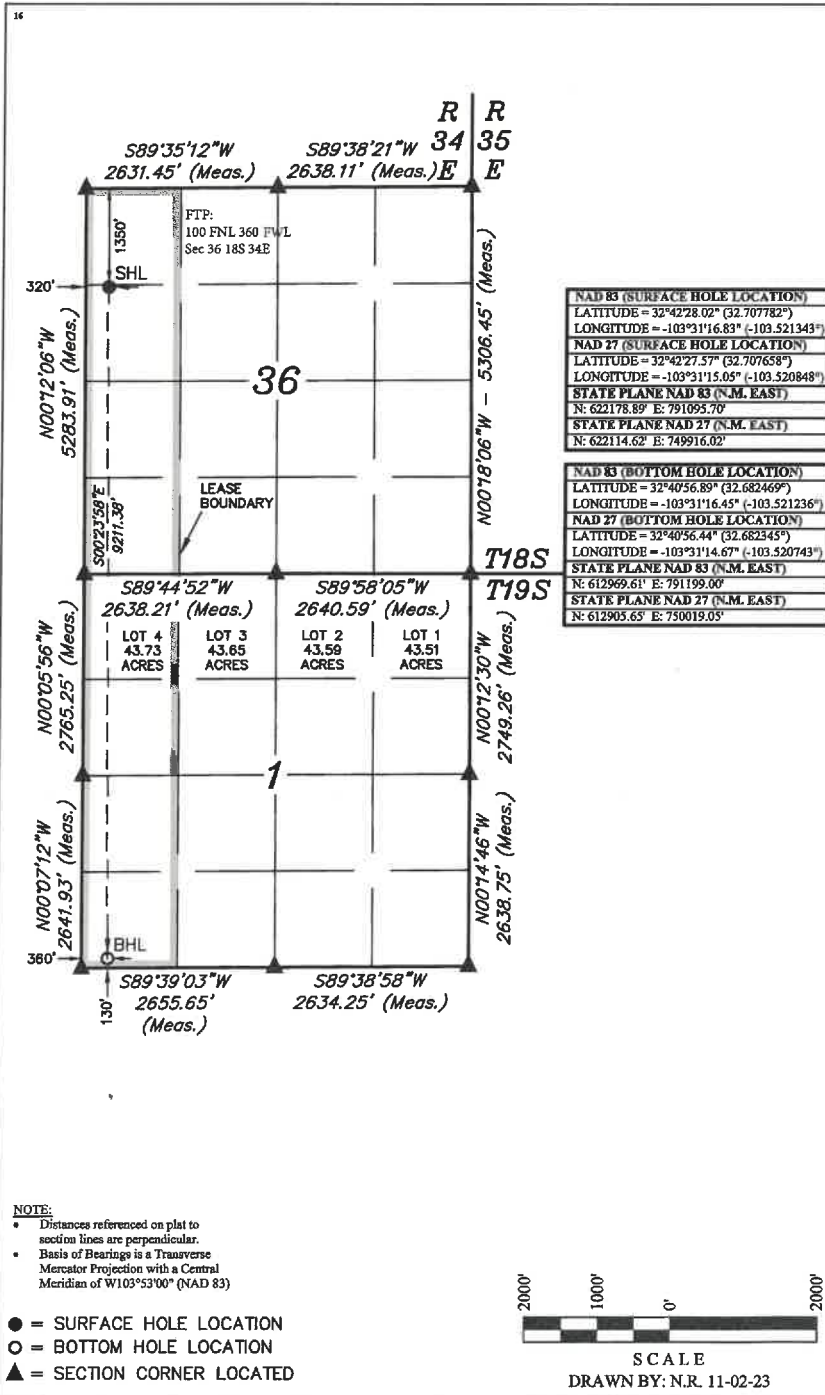 16
R R
34 35
E E
S89°35'12"W
2631.45' (Meas.)
S89°38'21"W
2638.11' (Meas.)
FTP:
100 FNL 360 FWL
Sec 36 18S 34E
1350'
SHL
320'
N00°12'06"W
5283.91' (Meas.)
36
N00°18'06"W – 5306.45' (Meas.)
LEASE
BOUNDARY
S00°23'58"E
9211.38'
T18S
T19S
S89°44'52"W
2638.21' (Meas.)
S89°58'05"W
2640.59' (Meas.)
LOT 4
43.73
ACRES
LOT 3
43.65
ACRES
LOT 2
43.59
ACRES
LOT 1
43.51
ACRES
N00°05'56"W
2765.25' (Meas.)
N00°12'30"W
2749.26' (Meas.)
1
N00°07'12"W
2641.93' (Meas.)
N00°14'46"W
2638.75' (Meas.)
BHL
360'
130'
S89°39'03"W
2655.65'
(Meas.)
S89°38'58"W
2634.25' (Meas.)
NAD 83 (SURFACE HOLE LOCATION)
LATITUDE = 32°42'28.02" (32.707782°)
LONGITUDE = -103°31'16.83" (-103.521343°)
NAD 27 (SURFACE HOLE LOCATION)
LATITUDE = 32°42'27.57" (32.707658°)
LONGITUDE = -103°31'15.05" (-103.520848°)
STATE PLANE NAD 83 (N.M. EAST)
N: 622178.89' E: 791095.70'
STATE PLANE NAD 27 (N.M. EAST)
N: 622114.62' E: 749916.02'
NAD 83 (BOTTOM HOLE LOCATION)
LATITUDE = 32°40'56.89" (32.682469°)
LONGITUDE = -103°31'16.45" (-103.521236°)
NAD 27 (BOTTOM HOLE LOCATION)
LATITUDE = 32°40'56.44" (32.682345°)
LONGITUDE = -103°31'14.67" (-103.520743°)
STATE PLANE NAD 83 (N.M. EAST)
N: 612969.61' E: 791199.00'
STATE PLANE NAD 27 (N.M. EAST)
N: 612905.65' E: 750019.05'
NOTE:
• Distances referenced on plat to
section lines are perpendicular.
• Basis of Bearings is a Transverse
Mercator Projection with a Central
Meridian of W103°53'00" (NAD 83)
● = SURFACE HOLE LOCATION
○ = BOTTOM HOLE LOCATION
▲ = SECTION CORNER LOCATED
2000' 1000' 0' 2000'
SCALE
DRAWN BY: N.R. 11-02-23